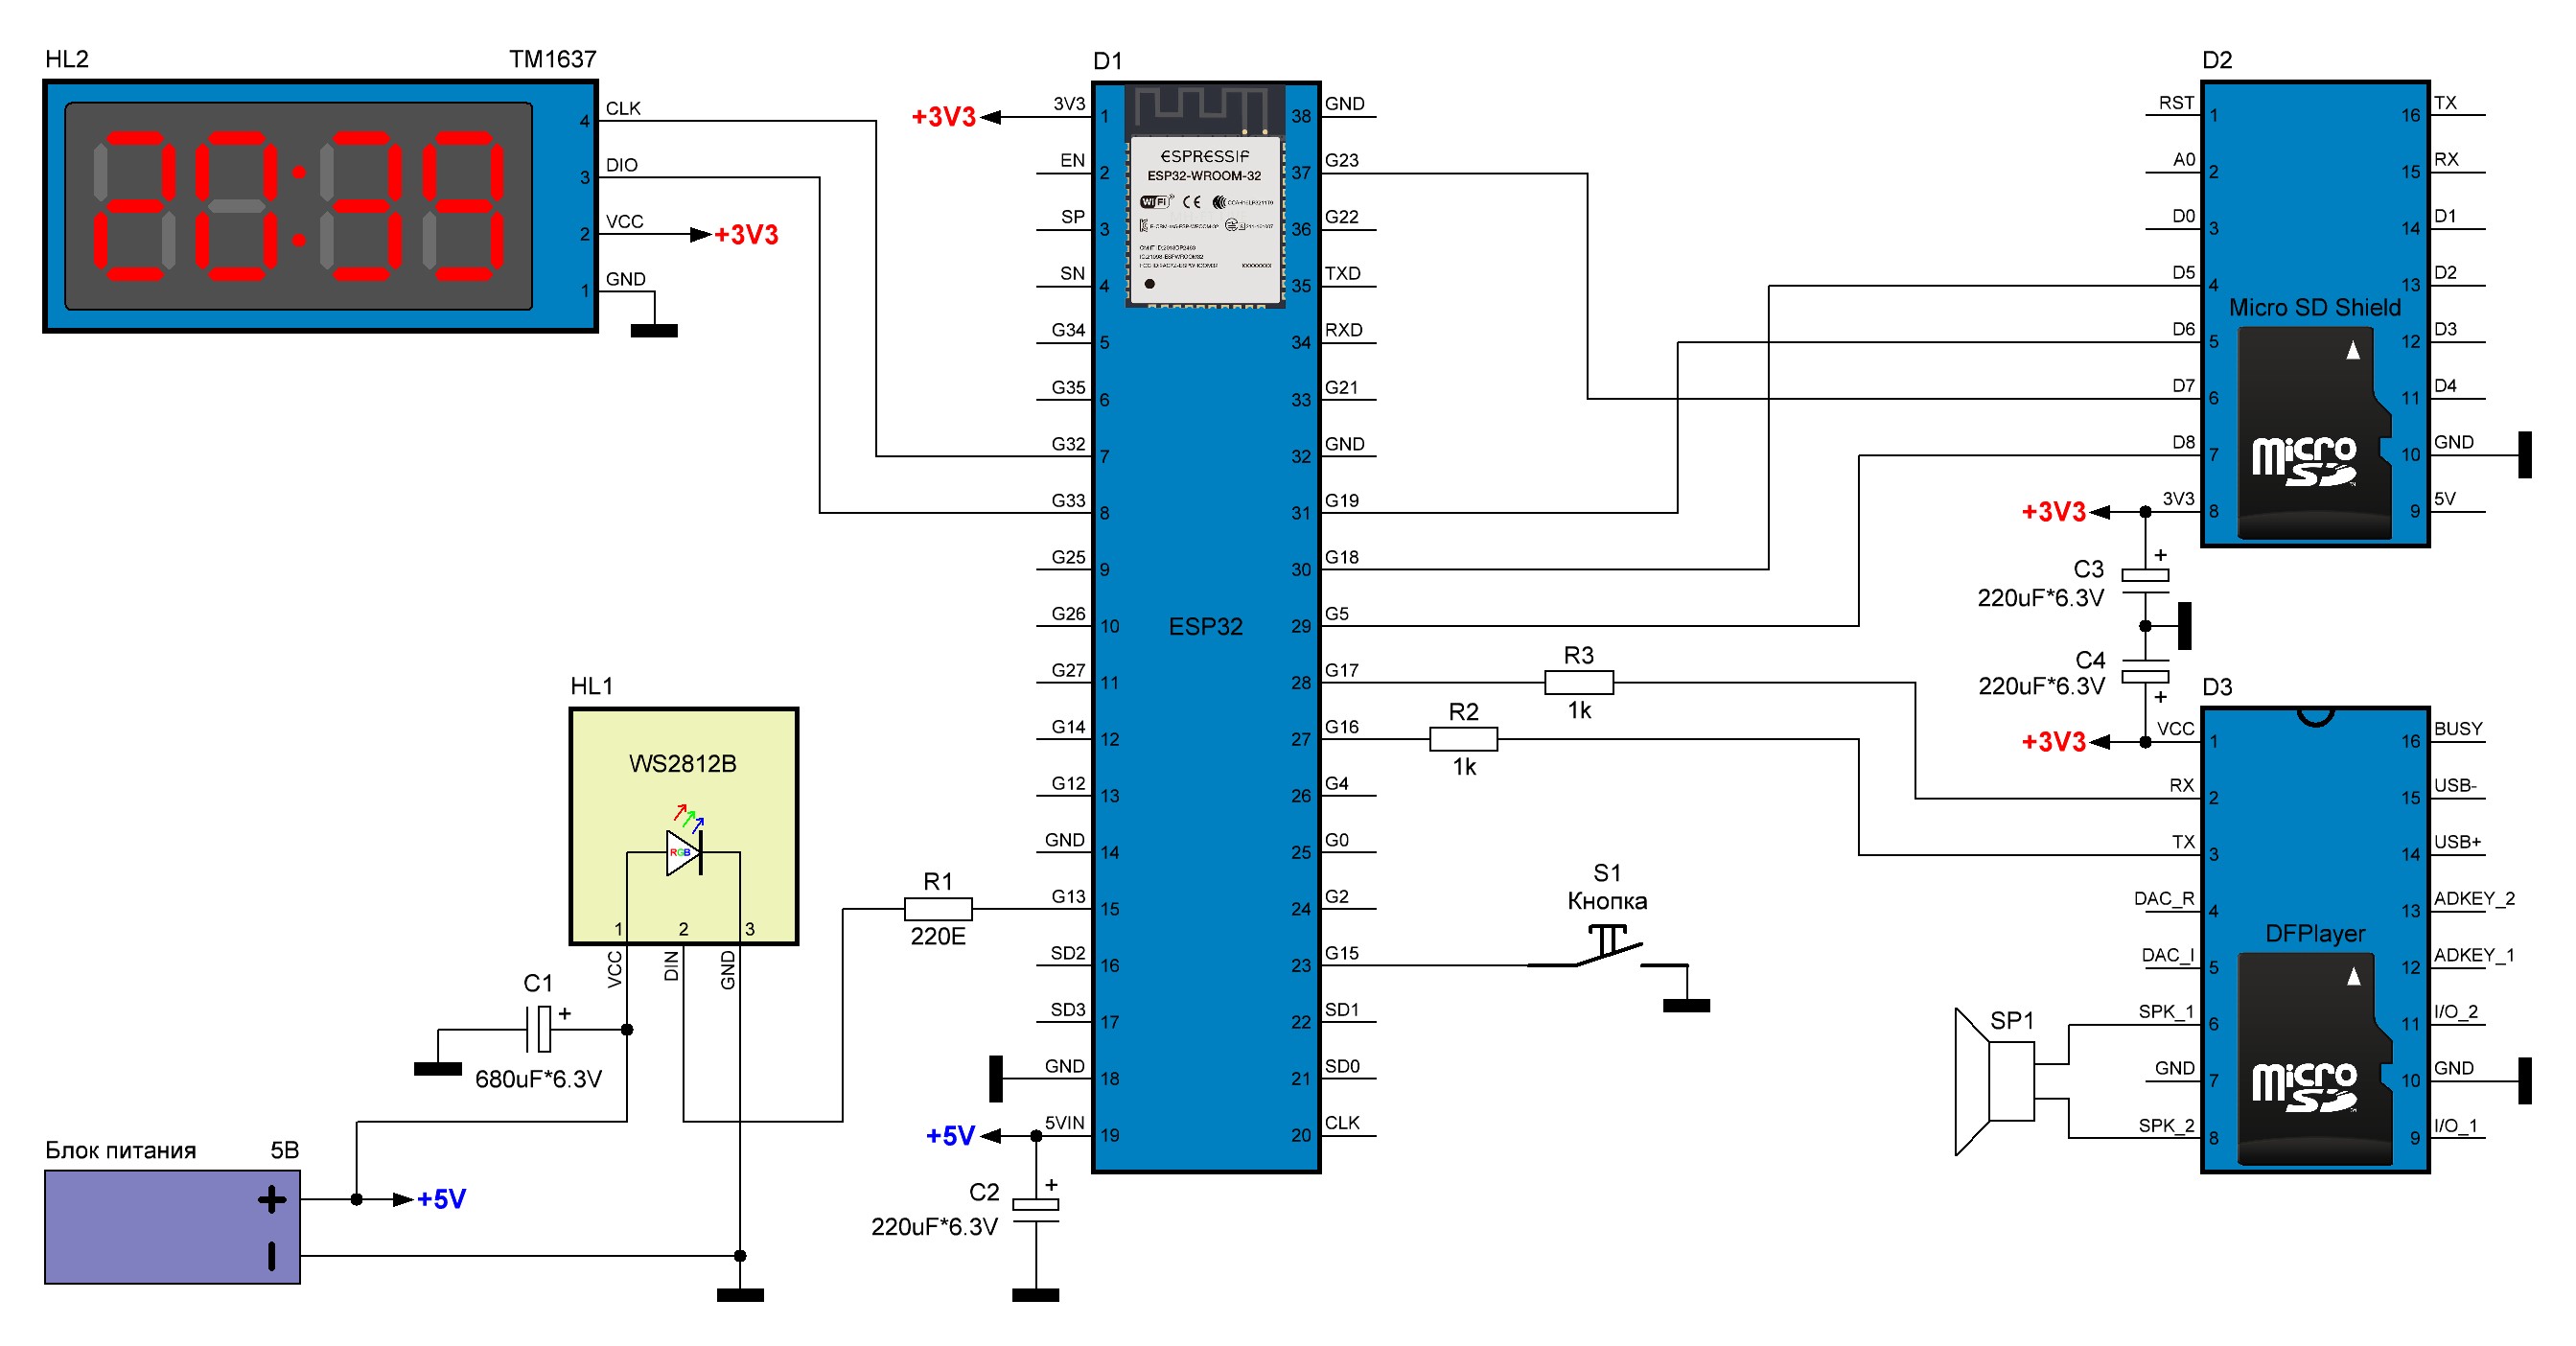 HL2
TM1637
20:39
4
CLK
3
DIO
2
VCC
+3V3
1
GND
HL1
WS2812B
RGB
1
2
3
VCC
DIN
GND
C1
+
680uF*6.3V
Блок питания
5В
+
+5V
R1
220E
D1
+3V3
3V3
1
EN
2
SP
3
SN
4
G34
5
G35
6
G32
7
G33
8
G25
9
G26
10
G27
11
G14
12
G12
13
GND
14
G13
15
SD2
16
SD3
17
GND
18
+5V
5VIN
19
C2
+
220uF*6.3V
ESPRESSIF
ESP32-WROOM-32
WiFi
CE
ESP32
38
GND
37
G23
36
G22
35
TXD
34
RXD
33
G21
32
GND
31
G19
30
G18
29
G5
28
G17
27
G16
26
G4
25
G0
24
G2
23
G15
22
SD1
21
SD0
20
CLK
R3
1k
R2
1k
S1
Кнопка
D2
RST
1
A0
2
D0
3
D5
4
D6
5
D7
6
D8
7
+3V3
3V3
8
Micro SD Shield
micro
SD
16
TX
15
RX
14
D1
13
D2
12
D3
11
D4
10
GND
9
5V
+
C3
220uF*6.3V
C4
220uF*6.3V
+
D3
+3V3
VCC
1
RX
2
TX
3
DAC_R
4
DAC_I
5
SPK_1
6
GND
7
SPK_2
8
SP1
DFPlayer
micro
SD
16
BUSY
15
USB-
14
USB+
13
ADKEY_2
12
ADKEY_1
11
I/O_2
10
GND
9
I/O_1